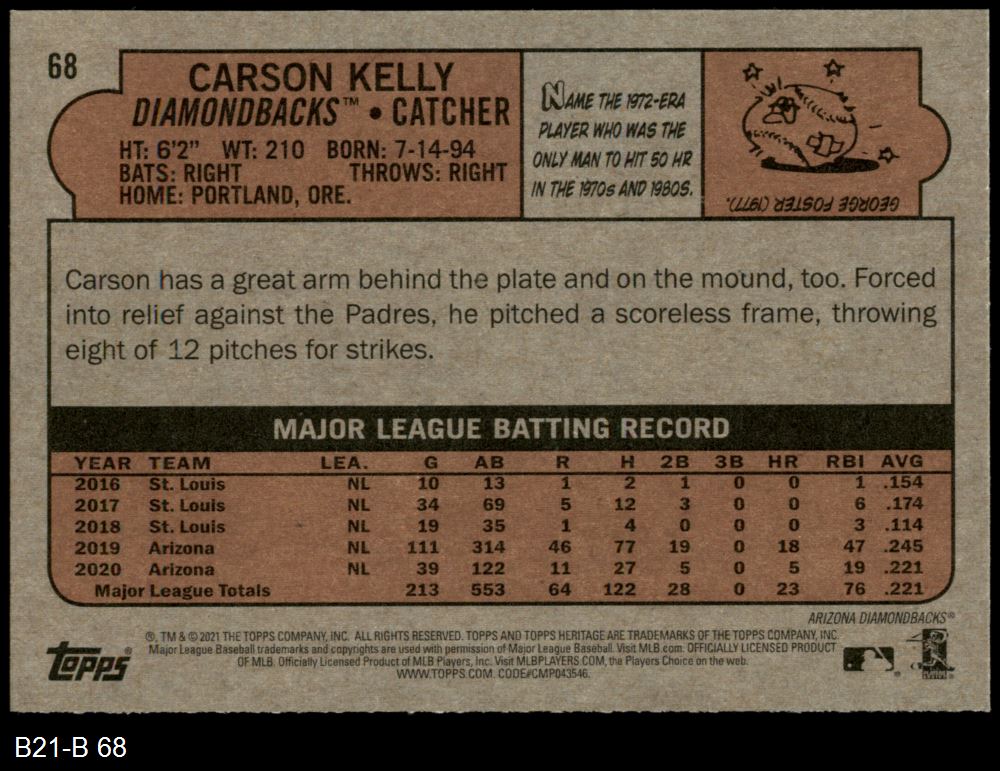 68
CARSON KELLY
DIAMONDBACKS™ • CATCHER
HT: 6'2" WT: 210 BORN: 7-14-94
BATS: RIGHT THROWS: RIGHT
HOME: PORTLAND, ORE.
NAME THE 1972-ERA
PLAYER WHO WAS THE
ONLY MAN TO HIT 50 HR
IN THE 1970s AND 1980s.
GEORGE FOSTER (1977).
Carson has a great arm behind the plate and on the mound, too. Forced
into relief against the Padres, he pitched a scoreless frame, throwing
eight of 12 pitches for strikes.
MAJOR LEAGUE BATTING RECORD
YEAR TEAM LEA. G AB R H 2B 3B HR RBI AVG
2016 St. Louis NL 10 13 1 2 1 0 0 1 .154
2017 St. Louis NL 34 69 5 12 3 0 0 6 .174
2018 St. Louis NL 19 35 1 4 0 0 0 3 .114
2019 Arizona NL 111 314 46 77 19 0 18 47 .245
2020 Arizona NL 39 122 11 27 5 0 5 19 .221
Major League Totals 213 553 64 122 28 0 23 76 .221
ARIZONA DIAMONDBACKS®
®, TM & © 2021 THE TOPPS COMPANY, INC. ALL RIGHTS RESERVED. TOPPS AND TOPPS HERITAGE ARE TRADEMARKS OF THE TOPPS COMPANY, INC.
Major League Baseball trademarks and copyrights are used with permission of Major League Baseball. Visit MLB.com. OFFICIALLY LICENSED PRODUCT
OF MLB. Officially Licensed Product of MLB Players, Inc. Visit MLBPLAYERS.COM, the Players Choice on the web.
WWW.TOPPS.COM. CODE#CMP043546.
topps®
B21-B 68